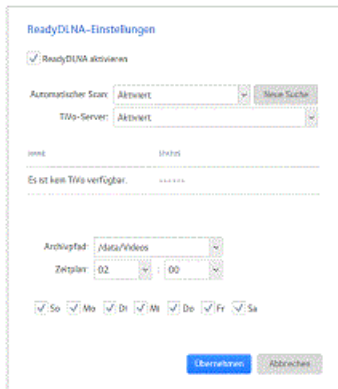 ReadyDLNA-Einstellungen
ReadyDLNA aktivieren
Automatischer Scan: Aktiviert Neue Suche
TiVo-Server: Aktiviert
NAME STATUS
Es ist kein TiVo verfügbar. ------
Archivpfad: /data/Videos
Zeitplan: 02 : 00
So Mo Di Mi Do Fr Sa
Übernehmen Abbrechen